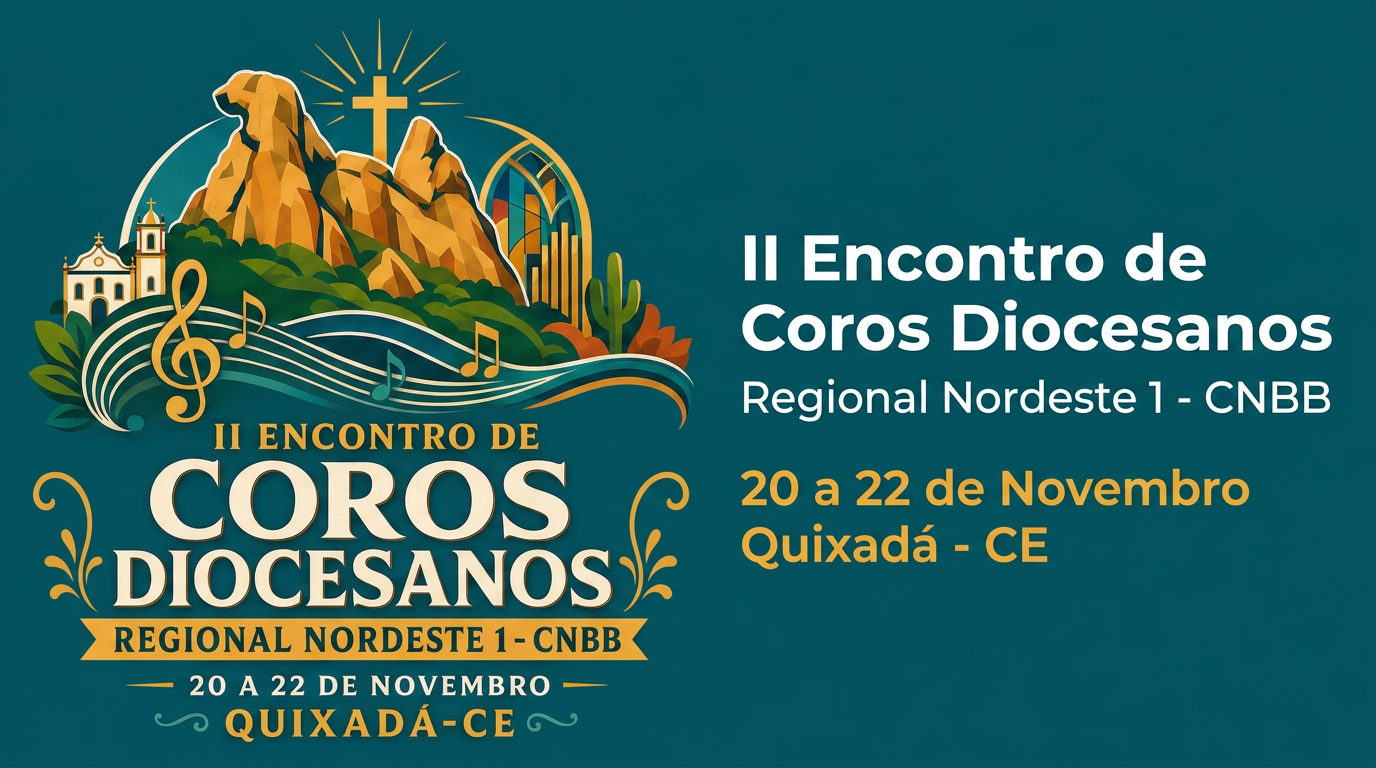 II ENCONTRO DE
COROS
DIOCESANOS
REGIONAL NORDESTE 1 - CNBB
20 A 22 DE NOVEMBRO
QUIXADÁ-CE
II Encontro de
Coros Diocesanos
Regional Nordeste 1 - CNBB
20 a 22 de Novembro
Quixadá - CE